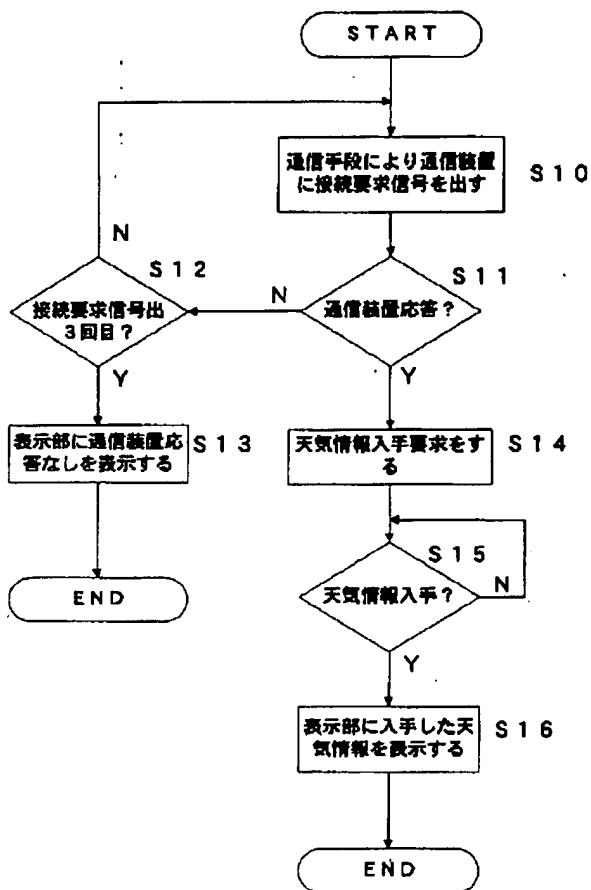 START
通信手段により通信装置
に接続要求信号を出す
S10
S11
通信装置応答?
N
Y
S12
接続要求信号出
3回目?
N
Y
表示部に通信装置応
答なしを表示する
S13
END
天気情報入手要求をす
る
S14
S15
天気情報入手?
N
Y
表示部に入手した天
気情報を表示する
S16
END